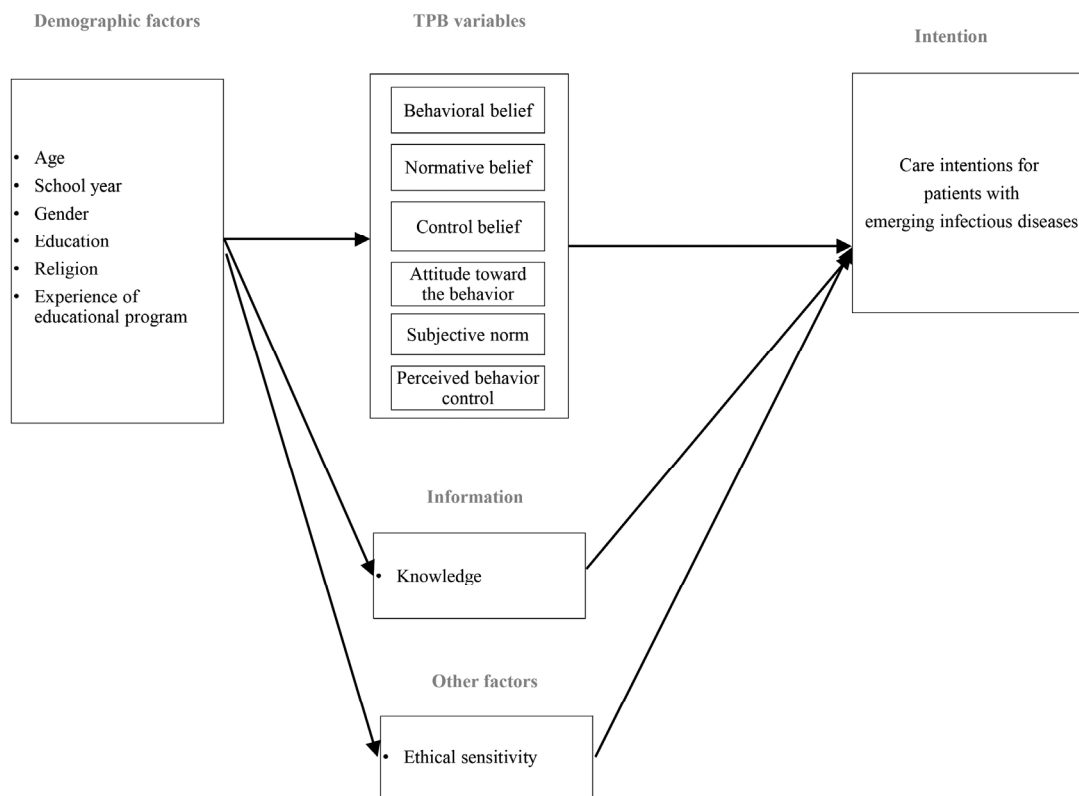 Demographic factors
• Age
• School year
• Gender
• Education
• Religion
• Experience of
educational program
TPB variables
Behavioral belief
Normative belief
Control belief
Attitude toward
the behavior
Subjective norm
Perceived behavior
control
Information
• Knowledge
Other factors
• Ethical sensitivity
Intention
Care intentions for
patients with
emerging infectious diseases